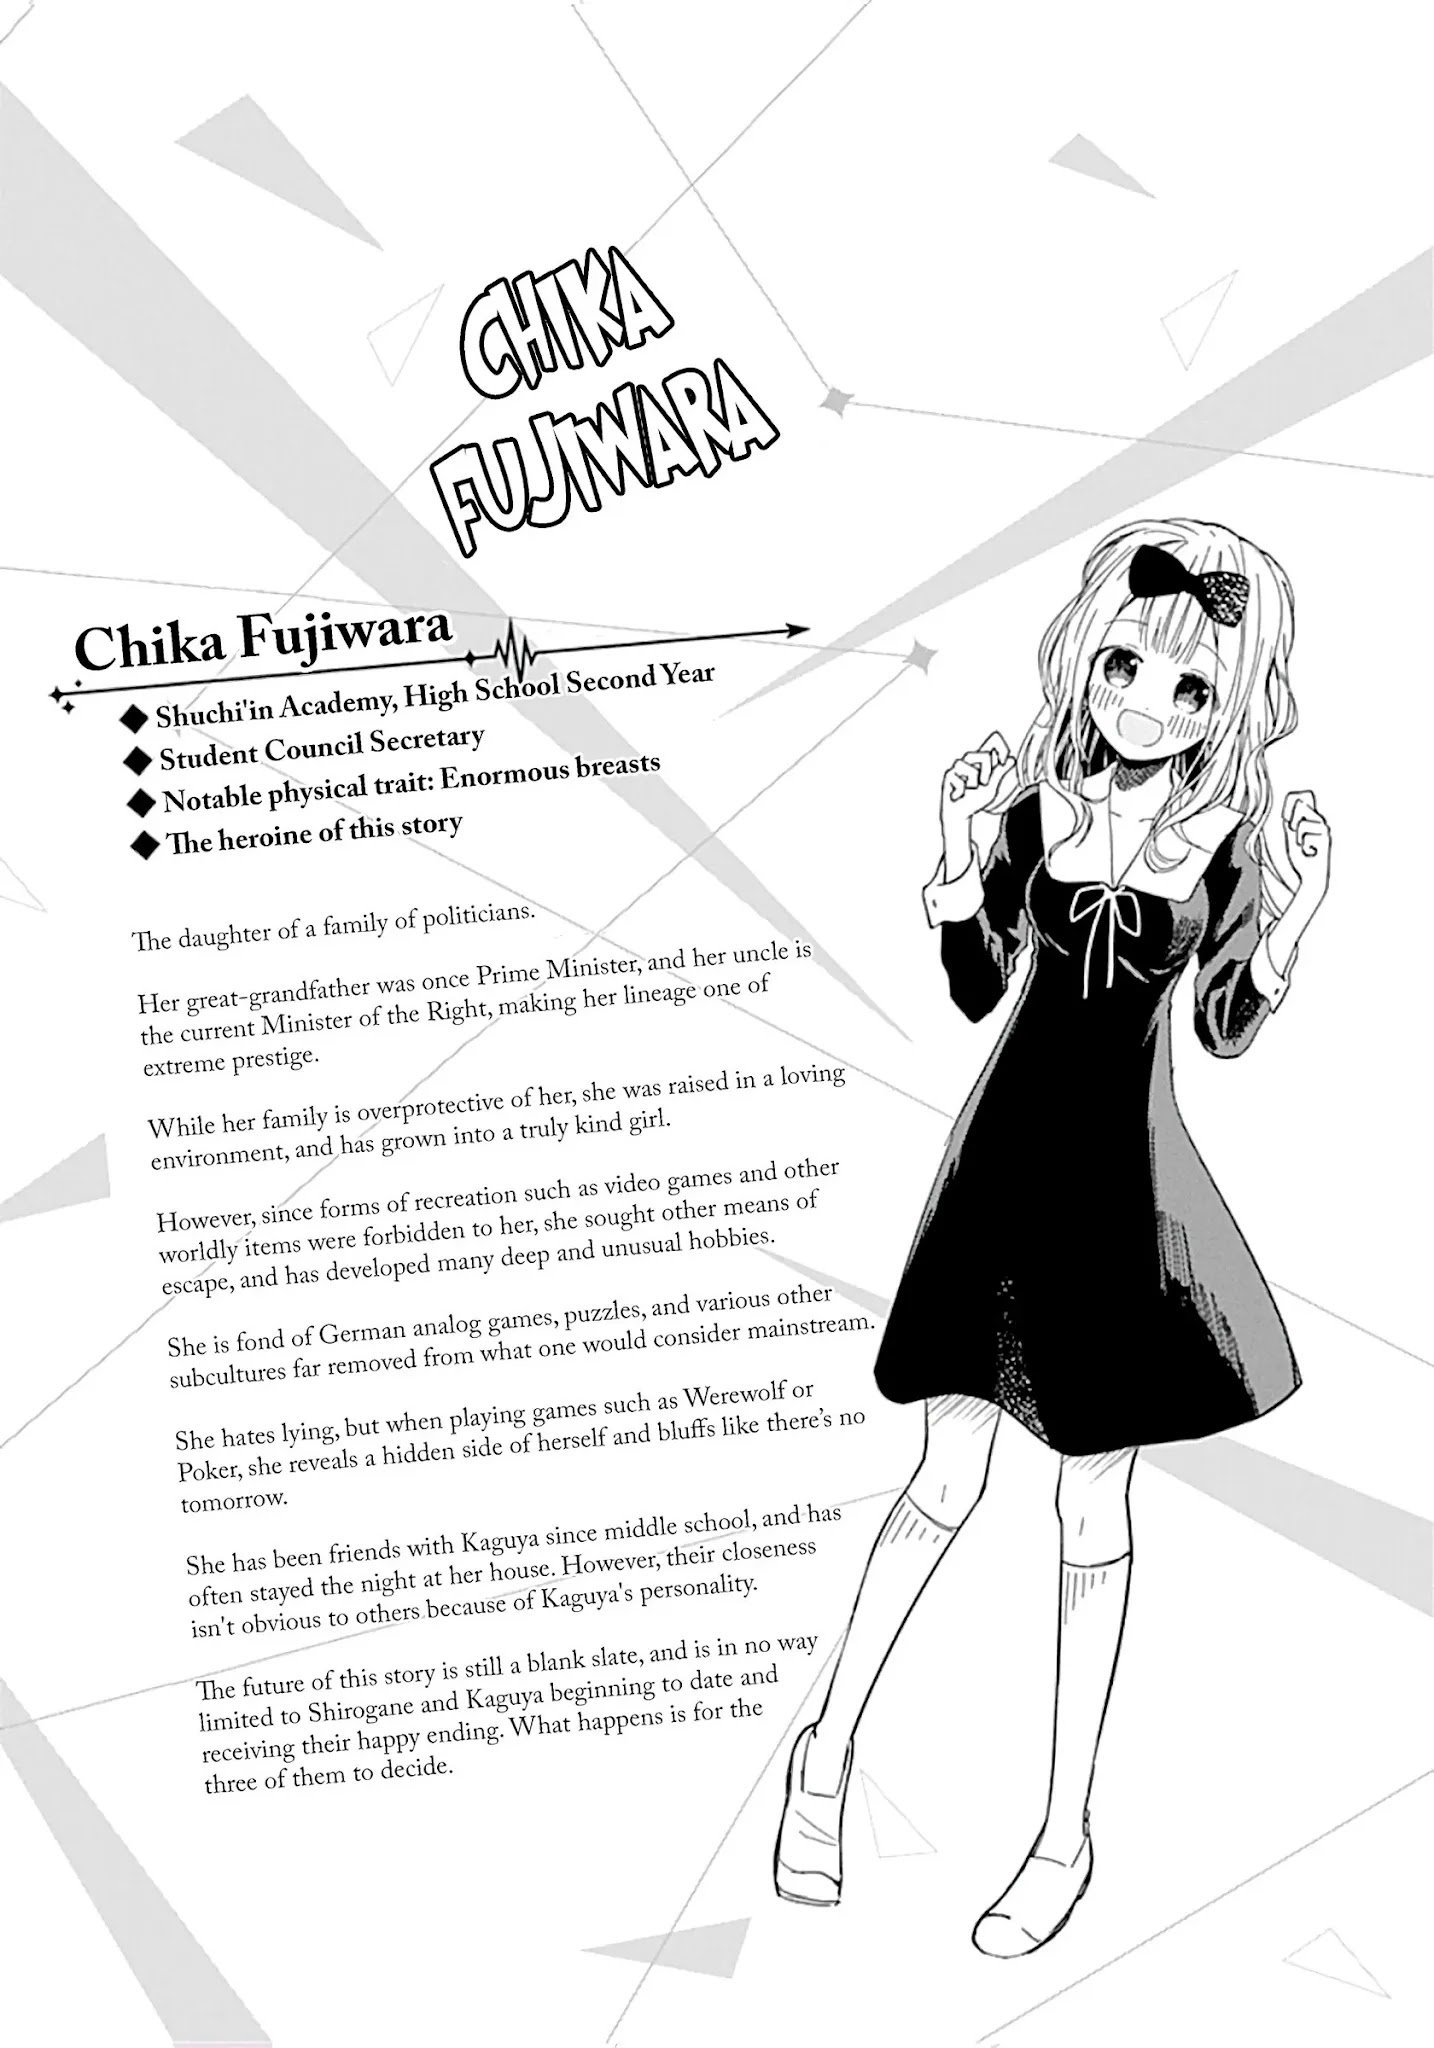 CHIKA
FUJIWARA
Chika Fujiwara
Shuchi'in Academy, High School Second Year
Student Council Secretary
Notable physical trait: Enormous breasts
The heroine of this story
The daughter of a family of politicians.
Her great-grandfather was once Prime Minister, and her uncle is
the current Minister of the Right, making her lineage one of
extreme prestige.
While her family is overprotective of her, she was raised in a loving
environment, and has grown into a truly kind girl.
However, since forms of recreation such as video games and other
worldly items were forbidden to her, she sought other means of
escape, and has developed many deep and unusual hobbies.
She is fond of German analog games, puzzles, and various other
subcultures far removed from what one would consider mainstream.
She hates lying, but when playing games such as Werewolf or
Poker, she reveals a hidden side of herself and bluffs like there's no
tomorrow.
She has been friends with Kaguya since middle school, and has
often stayed the night at her house. However, their closeness
isn't obvious to others because of Kaguya's personality.
The future of this story is still a blank slate, and is in no way
limited to Shirogane and Kaguya beginning to date and
receiving their happy ending. What happens is for the
three of them to decide.